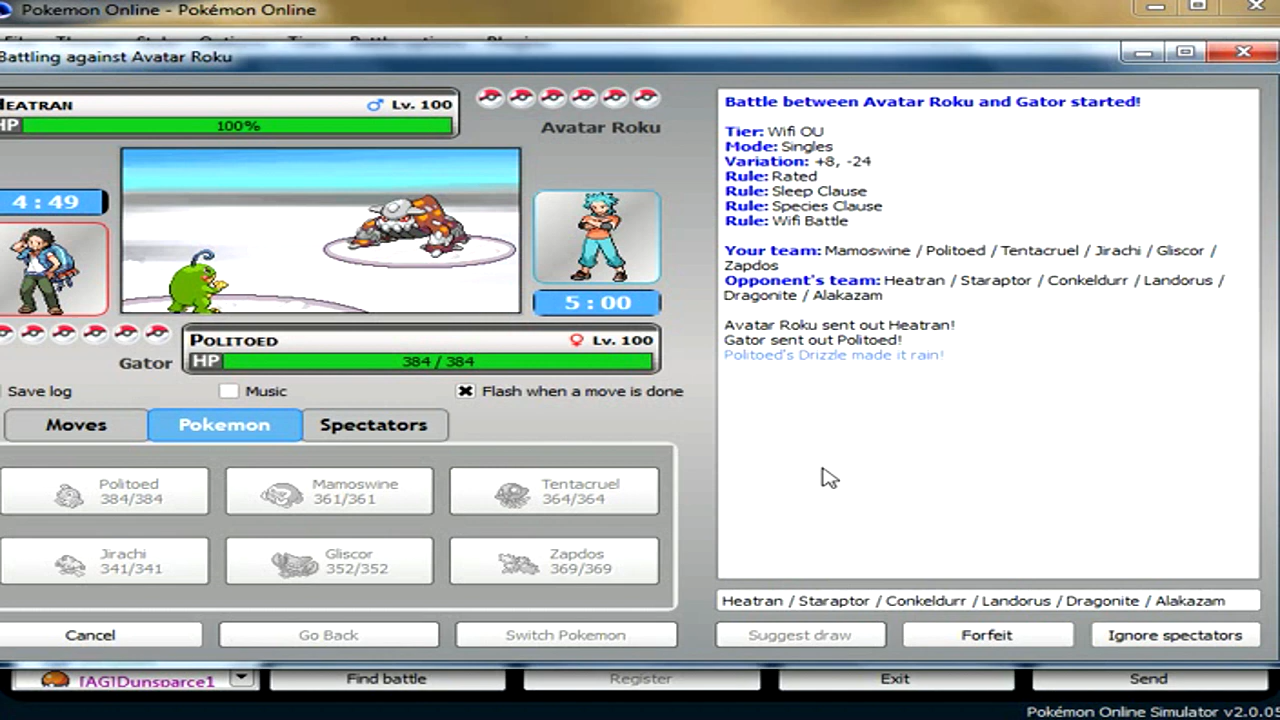 Pokemon Online - Pokémon Online
Battling against Avatar Roku
HEATRAN ♂ Lv. 100
HP 100%
Avatar Roku
4:49
5:00
POLITOED ♀ Lv. 100
HP 384 / 384
Gator
Save log
Music
Flash when a move is done
Moves
Pokemon
Spectators
Politoed
384/384
Mamoswine
361/361
Tentacruel
364/364
Jirachi
341/341
Gliscor
352/352
Zapdos
369/369
Cancel
Go Back
Switch Pokemon
Battle between Avatar Roku and Gator started!
Tier: Wifi OU
Mode: Singles
Variation: +8, -24
Rule: Rated
Rule: Sleep Clause
Rule: Species Clause
Rule: Wifi Battle
Your team: Mamoswine / Politoed / Tentacruel / Jirachi / Gliscor /
Zapdos
Opponent's team: Heatran / Staraptor / Conkeldurr / Landorus /
Dragonite / Alakazam
Avatar Roku sent out Heatran!
Gator sent out Politoed!
Politoed's Drizzle made it rain!
Heatran / Staraptor / Conkeldurr / Landorus / Dragonite / Alakazam
Suggest draw
Forfeit
Ignore spectators
[AG]Dunsparce1
Find battle
Register
Exit
Send
Pokémon Online Simulator v2.0.05